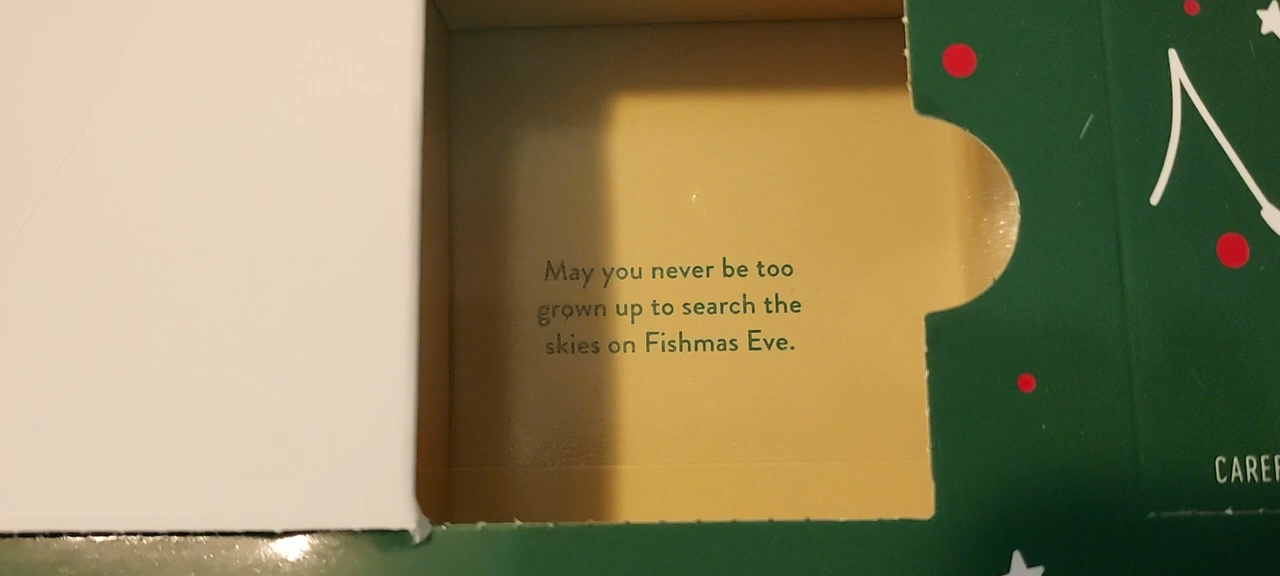 May you never be too
grown up to search the
skies on Fishmas Eve.